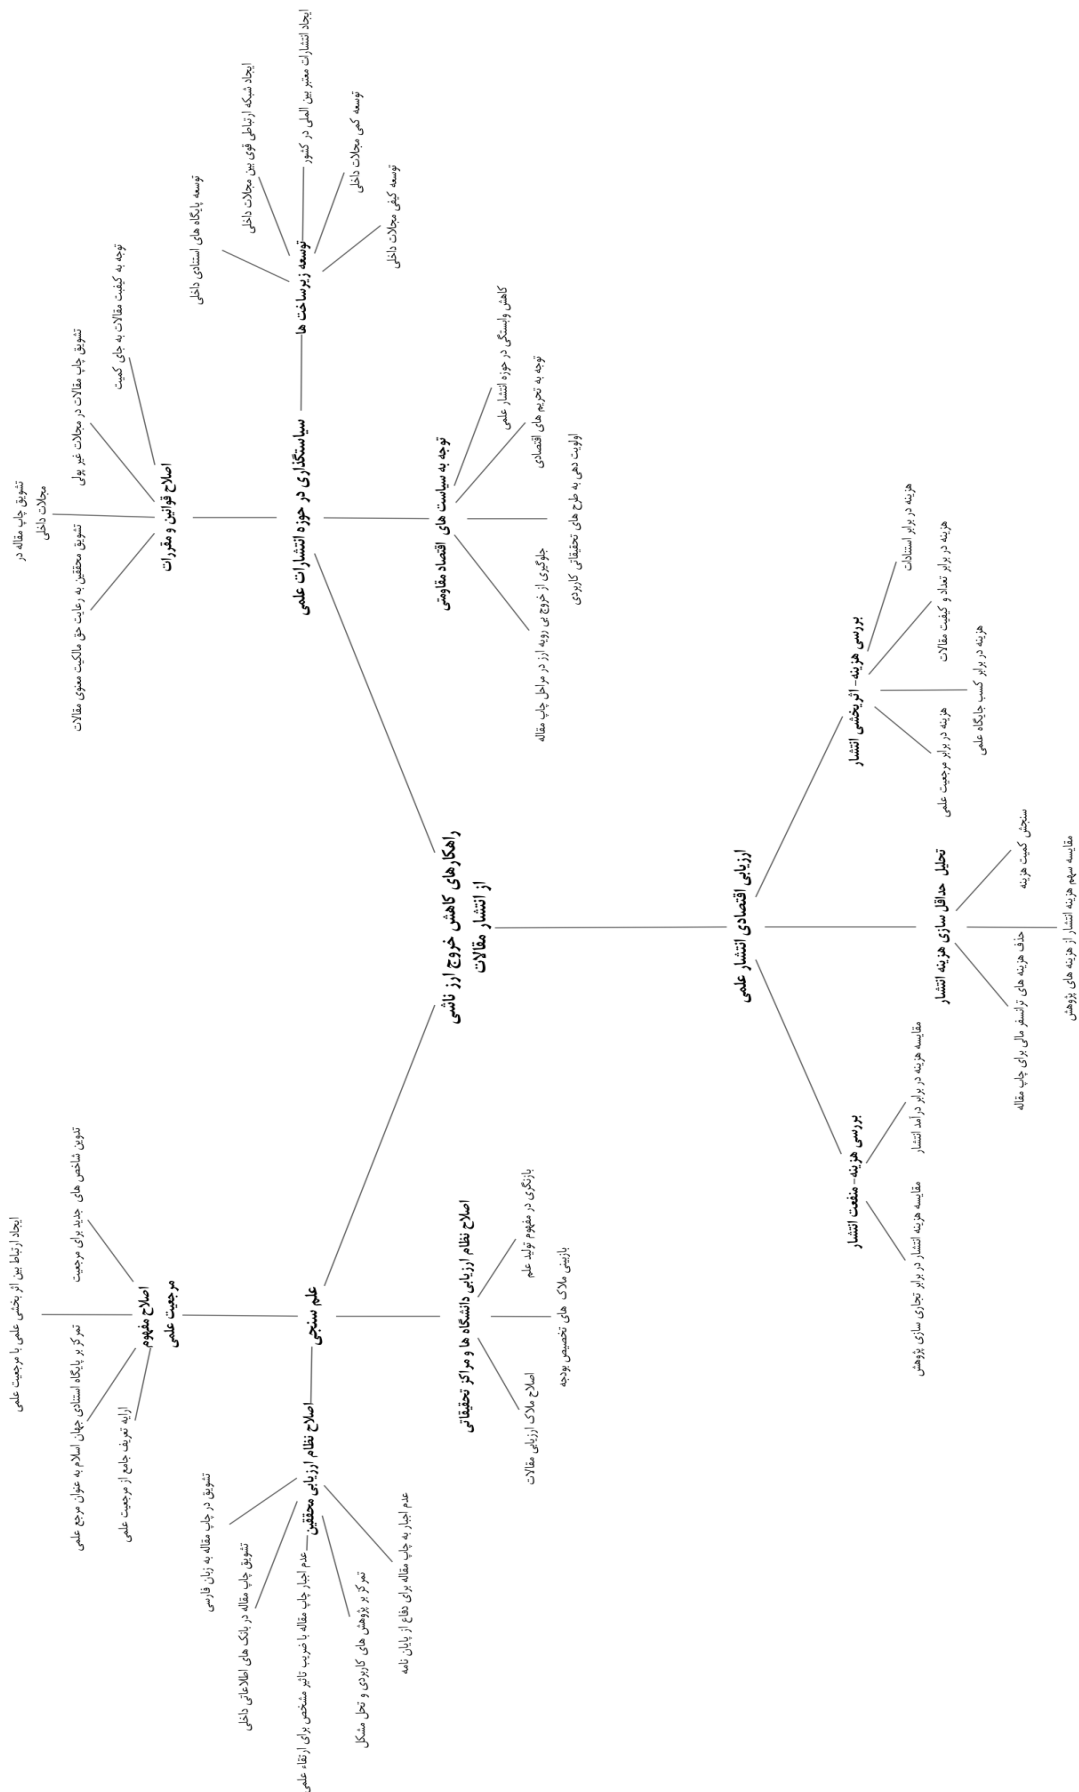 راهکارهای کاهش خروج ارز ناشی
از انتشار مقالات
سیاستگذاری در حوزه انتشارات علمی
توسعه زیرساخت ها
توسعه پایگاه های استنادی داخلی
ایجاد شبکه ارتباطی قوی بین مجلات داخلی
ایجاد انتشارات معتبر بین المللی در کشور
توسعه کمی مجلات داخلی
توسعه کیفی مجلات داخلی
اصلاح قوانین و مقررات
توجه به کیفیت مقالات به جای کمیت
تشویق چاپ مقالات در مجلات غیر پولی
تشویق چاپ مقاله در
مجلات داخلی
تشویق محققین به رعایت حق مالکیت معنوی مقالات
توجه به سیاست های اقتصاد مقاومتی
کاهش وابستگی در حوزه انتشار علمی
توجه به تحریم های اقتصادی
اولویت دهی به طرح های تحقیقاتی کاربردی
جلوگیری از خروج بی رویه ارز در مراحل چاپ مقاله
ارزیابی اقتصادی انتشار علمی
بررسی هزینه- اثربخشی انتشار
هزینه در برابر استنادات
هزینه در برابر تعداد و کیفیت مقالات
هزینه در برابر کسب جایگاه علمی
هزینه در برابر مرجعیت علمی
تحلیل حداقل سازی هزینه انتشار
سنجش کمیت هزینه
مقایسه سهم هزینه انتشار از هزینه های پژوهش
حذف هزینه های ترانسفر مالی برای چاپ مقاله
بررسی هزینه- منفعت انتشار
مقایسه هزینه در برابر درآمد انتشار
مقایسه هزینه انتشار در برابر تجاری سازی پژوهش
علم سنجی
اصلاح مفهوم
مرجعیت علمی
تدوین شاخص های جدید برای مرجعیت
ایجاد ارتباط بین اثر بخشی علمی با مرجعیت علمی
تمرکز بر پایگاه استنادی جهان اسلام به عنوان مرجع علمی
ارایه تعریف جامع از مرجعیت علمی
اصلاح نظام ارزیابی دانشگاه ها و مراکز تحقیقاتی
بازنگری در مفهوم تولید علم
بازبینی ملاک های تخصیص بودجه
اصلاح ملاک ارزیابی مقالات
اصلاح نظام ارزیابی محققین
تشویق در چاپ مقاله به زبان فارسی
تشویق چاپ مقاله در بانک های اطلاعاتی داخلی
عدم اجبار چاپ مقاله با ضریب تاثیر مشخص برای ارتقاء علمی
تمرکز بر پژوهش های کاربردی و حل مشکل
عدم اجبار به چاپ مقاله برای دفاع از پایان نامه